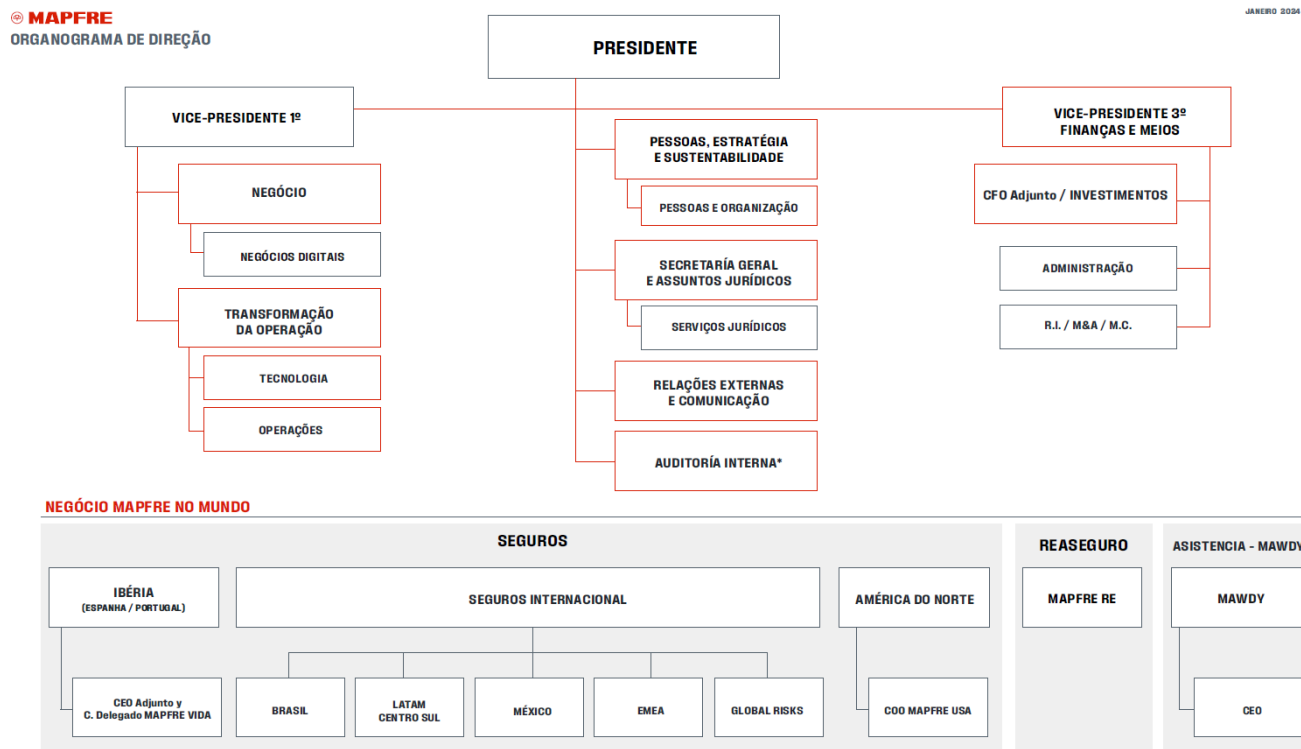 MAPFRE
JANEIRO 2024
ORGANOGRAMA DE DIREÇÃO
PRESIDENTE
VICE-PRESIDENTE 1º
VICE-PRESIDENTE 3º
FINANÇAS E MEIOS
NEGÓCIO
NEGÓCIOS DIGITAIS
TRANSFORMAÇÃO
DA OPERAÇÃO
TECNOLOGIA
OPERAÇÕES
PESSOAS, ESTRATÉGIA
E SUSTENTABILIDADE
PESSOAS E ORGANIZAÇÃO
SECRETARÍA GERAL
E ASSUNTOS JURÍDICOS
SERVIÇOS JURÍDICOS
RELAÇÕES EXTERNAS
E COMUNICAÇÃO
AUDITORÍA INTERNA*
CFO Adjunto / INVESTIMENTOS
ADMINISTRAÇÃO
R.I. / M&A / M.C.
NEGÓCIO MAPFRE NO MUNDO
SEGUROS
IBÉRIA
(ESPANHA / PORTUGAL)
CEO Adjunto y
C. Delegado MAPFRE VIDA
SEGUROS INTERNACIONAL
BRASIL
LATAM
CENTRO SUL
MÉXICO
EMEA
GLOBAL RISKS
AMÉRICA DO NORTE
COO MAPFRE USA
REASEGURO
MAPFRE RE
ASISTENCIA - MAWDY
MAWDY
CEO